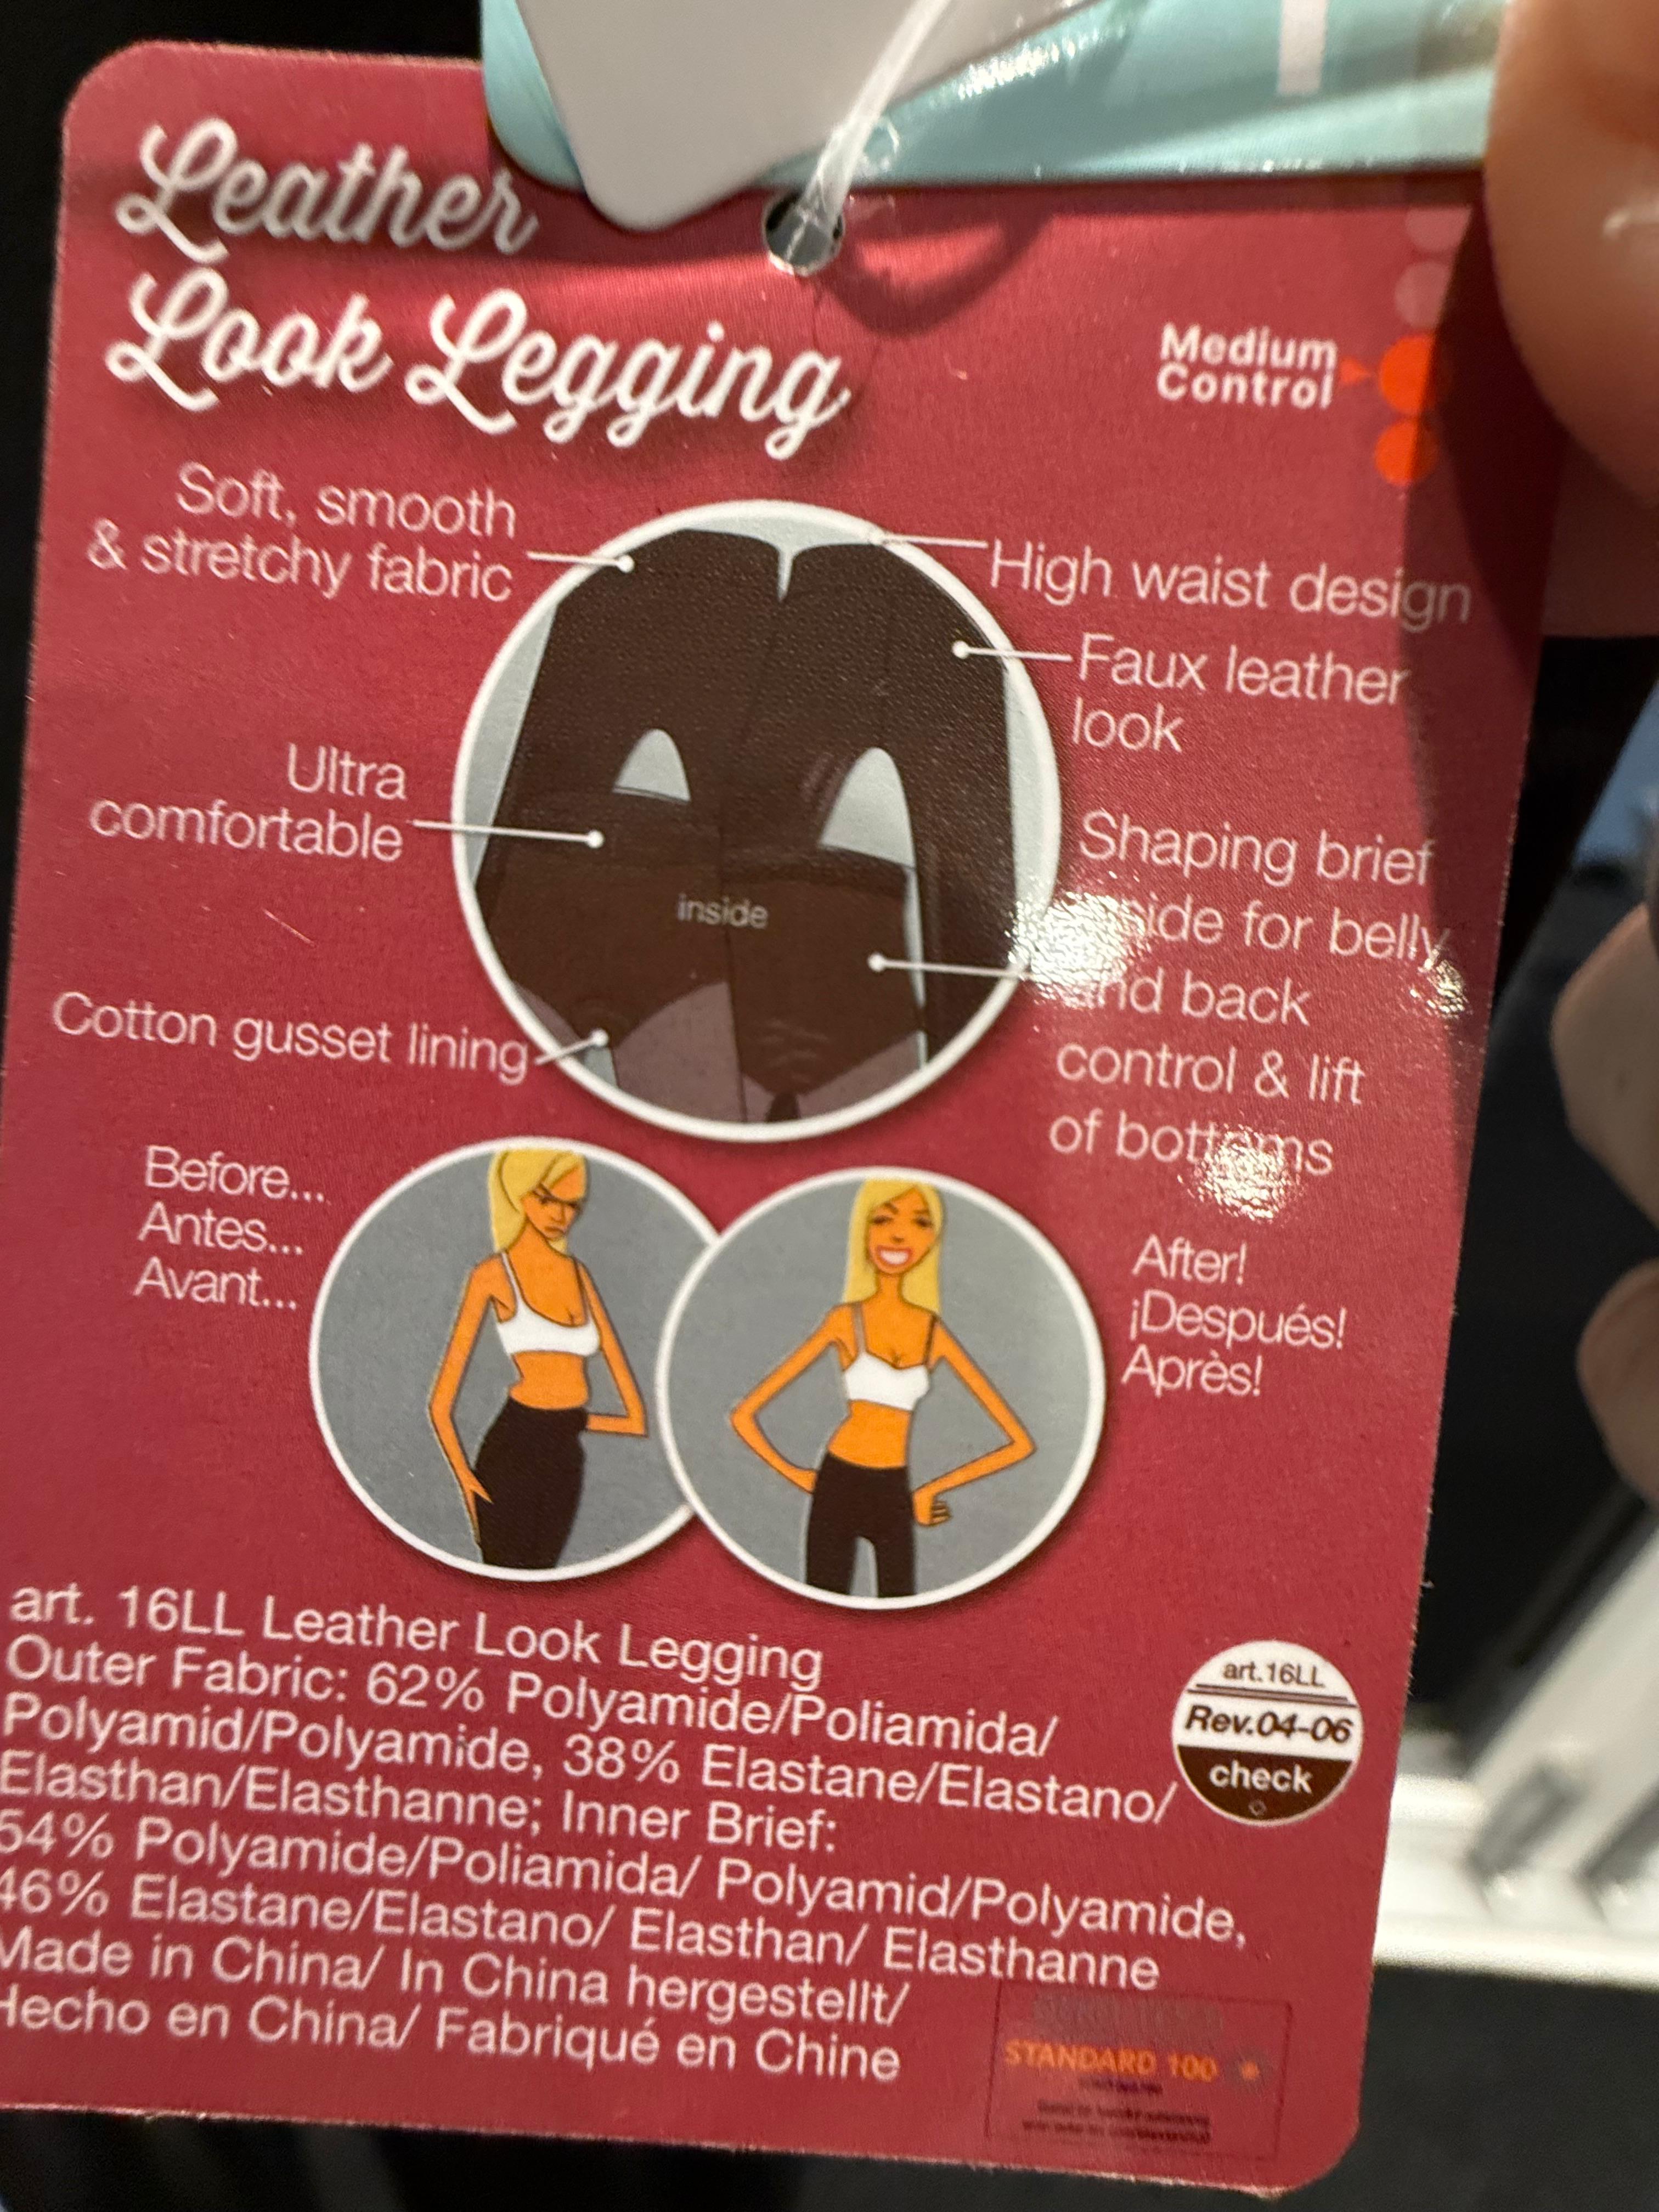 Leather
Look Legging
Medium
Control
Soft, smooth
& stretchy fabric
High waist design
Faux leather
look
Ultra
comfortable
Shaping brief
for belly
and back
control & lift
of bottoms
inside
Cotton gusset lining
Before...
Antes...
Avant...
After!
¡Después!
Après!
art. 16LL Leather Look Legging
Outer Fabric: 62% Polyamide/Poliamida/
Polyamid/Polyamide, 38% Elastane/Elastano/
Elasthan/Elasthanne; Inner Brief:
54% Polyamide/Poliamida/ Polyamid/Polyamide,
46% Elastane/Elastano/ Elasthan/ Elasthanne
Made in China/ In China hergestellt/
Hecho en China/ Fabriqué en Chine
art.16LL
Rev.04-06
check
STANDARD 100